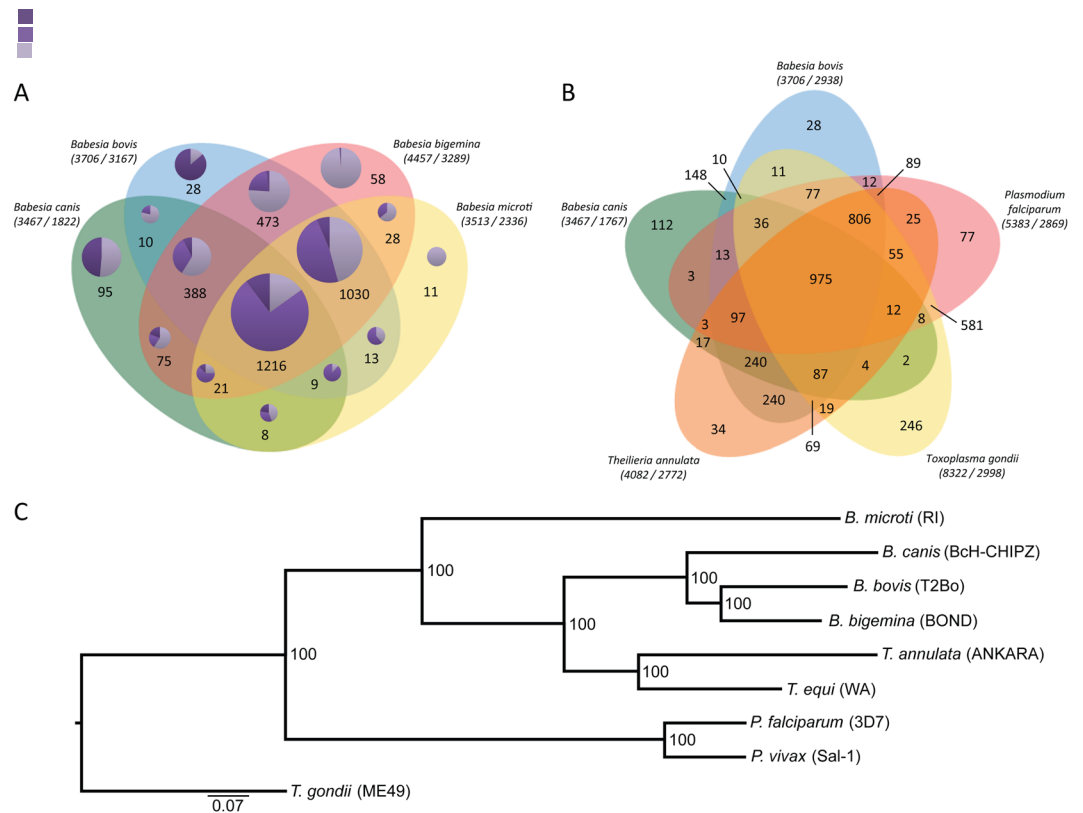 A
Babesia bovis
(3706 / 3167)
Babesia bigemina
(4457 / 3289)
Babesia canis
(3467 / 1822)
Babesia microti
(3513 / 2336)
28
58
10
473
28
95
388
1030
11
75
1216
13
21
9
8
B
Babesia bovis
(3706 / 2938)
Babesia canis
(3467 / 1767)
Plasmodium
falciparum
(5383 / 2869)
Theilieria annulata
(4082 / 2772)
Toxoplasma gondii
(8322 / 2998)
28
10
11
89
148
12
77
112
36
806
25
77
13
55
3
975
3
97
12
8
581
17
240
87
4
2
240
19
34
69
246
C
B. microti (RI)
B. canis (BcH-CHIPZ)
100
100
B. bovis (T2Bo)
100
B. bigemina (BOND)
100
T. annulata (ANKARA)
100
100
T. equi (WA)
P. falciparum (3D7)
100
P. vivax (Sal-1)
T. gondii (ME49)
0.07